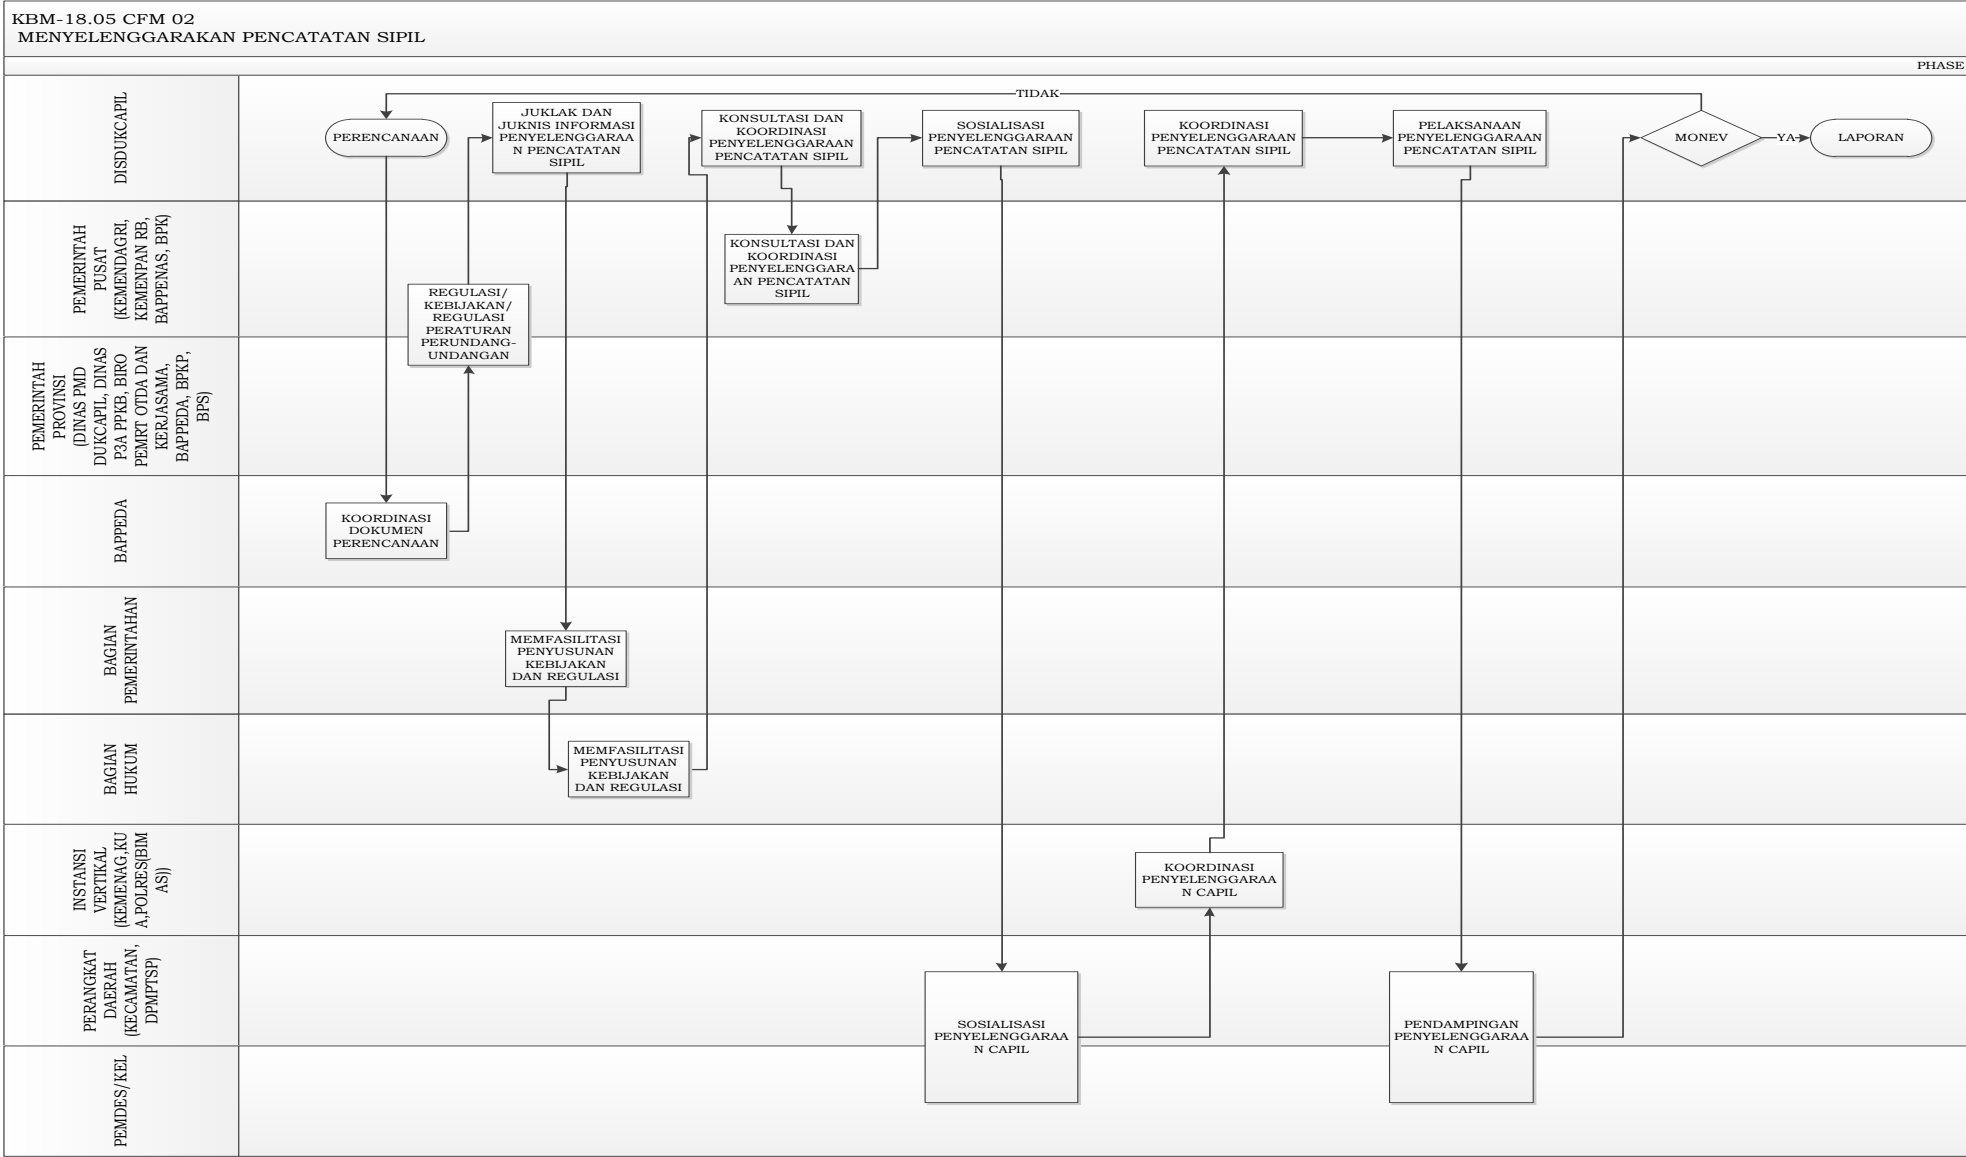 KBM-18.05 CFM 02
MENYELENGGARAKAN PENCATATAN SIPIL
PHASE
DISDUKCAPIL
TIDAK
PERENCANAAN
JUKLAK DAN
JUKNIS INFORMASI
PENYELENGGARAA
N PENCATATAN
SIPIL
KONSULTASI DAN
KOORDINASI
PENYELENGGARAAN
PENCATATAN SIPIL
SOSIALISASI
PENYELENGGARAAN
PENCATATAN SIPIL
KOORDINASI
PENYELENGGARAAN
PENCATATAN SIPIL
PELAKSANAAN
PENYELENGGARAAN
PENCATATAN SIPIL
MONEV
YA
LAPORAN
PEMERINTAH
PUSAT
(KEMENDAGRI,
KEMENPAN RB,
BAPPENAS, BPK)
KONSULTASI DAN
KOORDINASI
PENYELENGGARA
AN PENCATATAN
SIPIL
REGULASI/
KEBIJAKAN/
REGULASI
PERATURAN
PERUNDANG-
UNDANGAN
PEMERINTAH
PROVINSI
(DINAS PMD
DUKCAPIL, DINAS
P3A PPKB, BIRO
PEMRT OTDA DAN
KERJASAMA,
BAPPEDA, BPKP,
BPS)
BAPPEDA
KOORDINASI
DOKUMEN
PERENCANAAN
BAGIAN
PEMERINTAHAN
MEMFASILITASI
PENYUSUNAN
KEBIJAKAN
DAN REGULASI
BAGIAN
HUKUM
MEMFASILITASI
PENYUSUNAN
KEBIJAKAN
DAN REGULASI
INSTANSI
VERTIKAL
(KEMENAG,KU
A,POLRES(BIM
AS))
KOORDINASI
PENYELENGGARAA
N CAPIL
PERANGKAT
DAERAH
(KECAMATAN,
DPMPTSP)
SOSIALISASI
PENYELENGGARAA
N CAPIL
PENDAMPINGAN
PENYELENGGARAA
N CAPIL
PEMDES/KEL